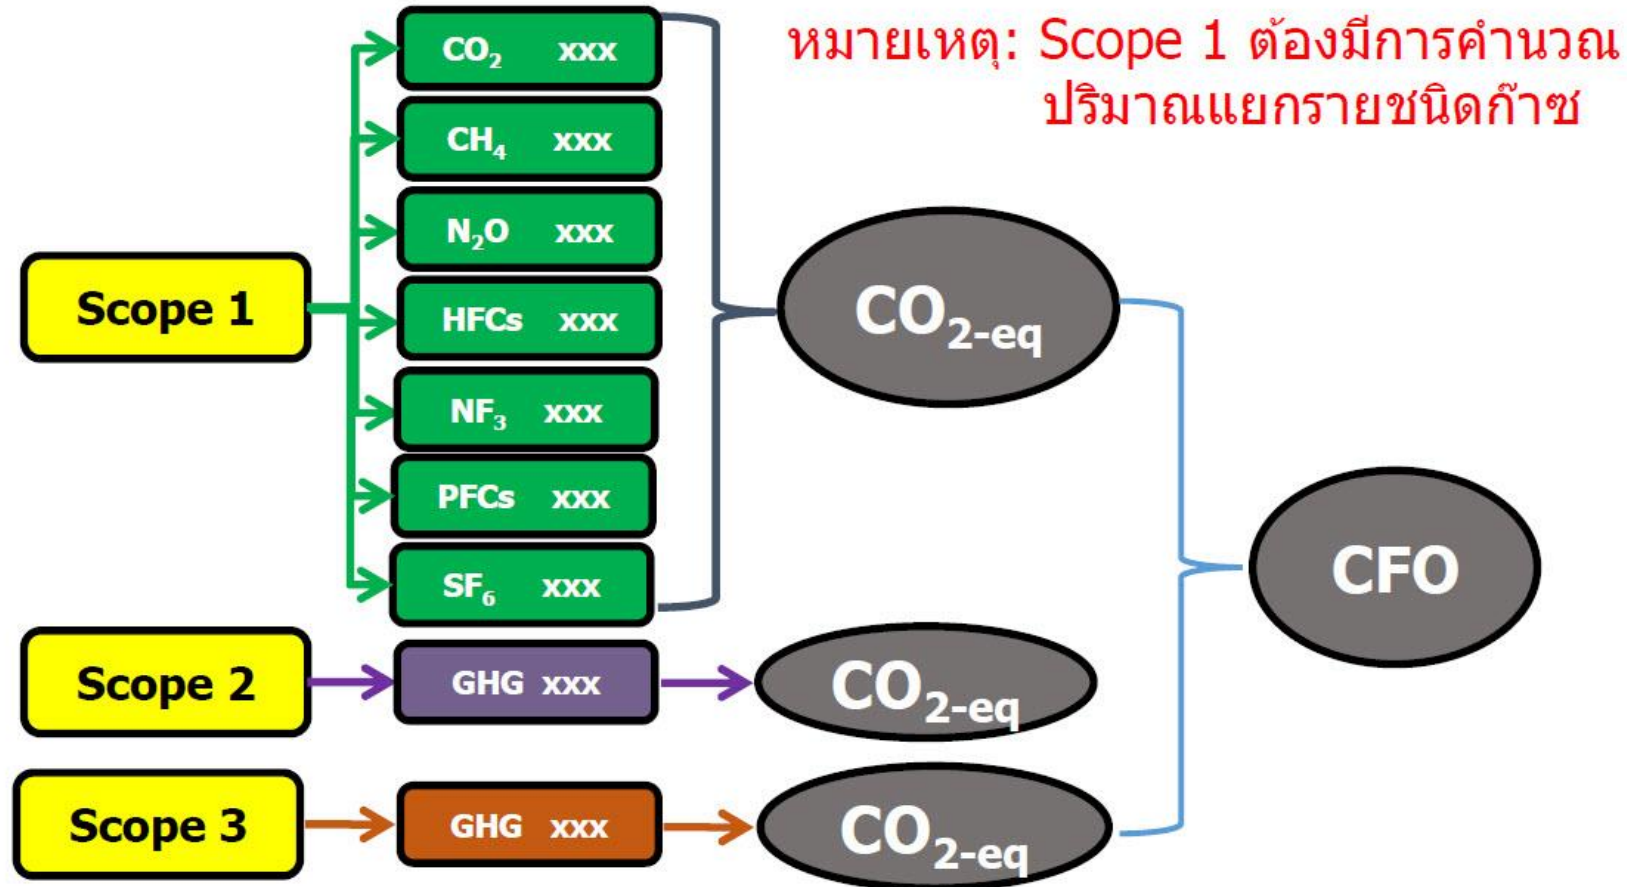 หมายเหตุ: Scope 1 ต้องมีการคำนวณ
ปริมาณแยกรายชนิดก๊าซ
Scope 1
CO₂ xxx
CH₄ xxx
N₂O xxx
HFCs xxx
NF₃ xxx
PFCs xxx
SF₆ xxx
CO₂₋eq
Scope 2
GHG xxx
CO₂₋eq
Scope 3
GHG xxx
CO₂₋eq
CFO